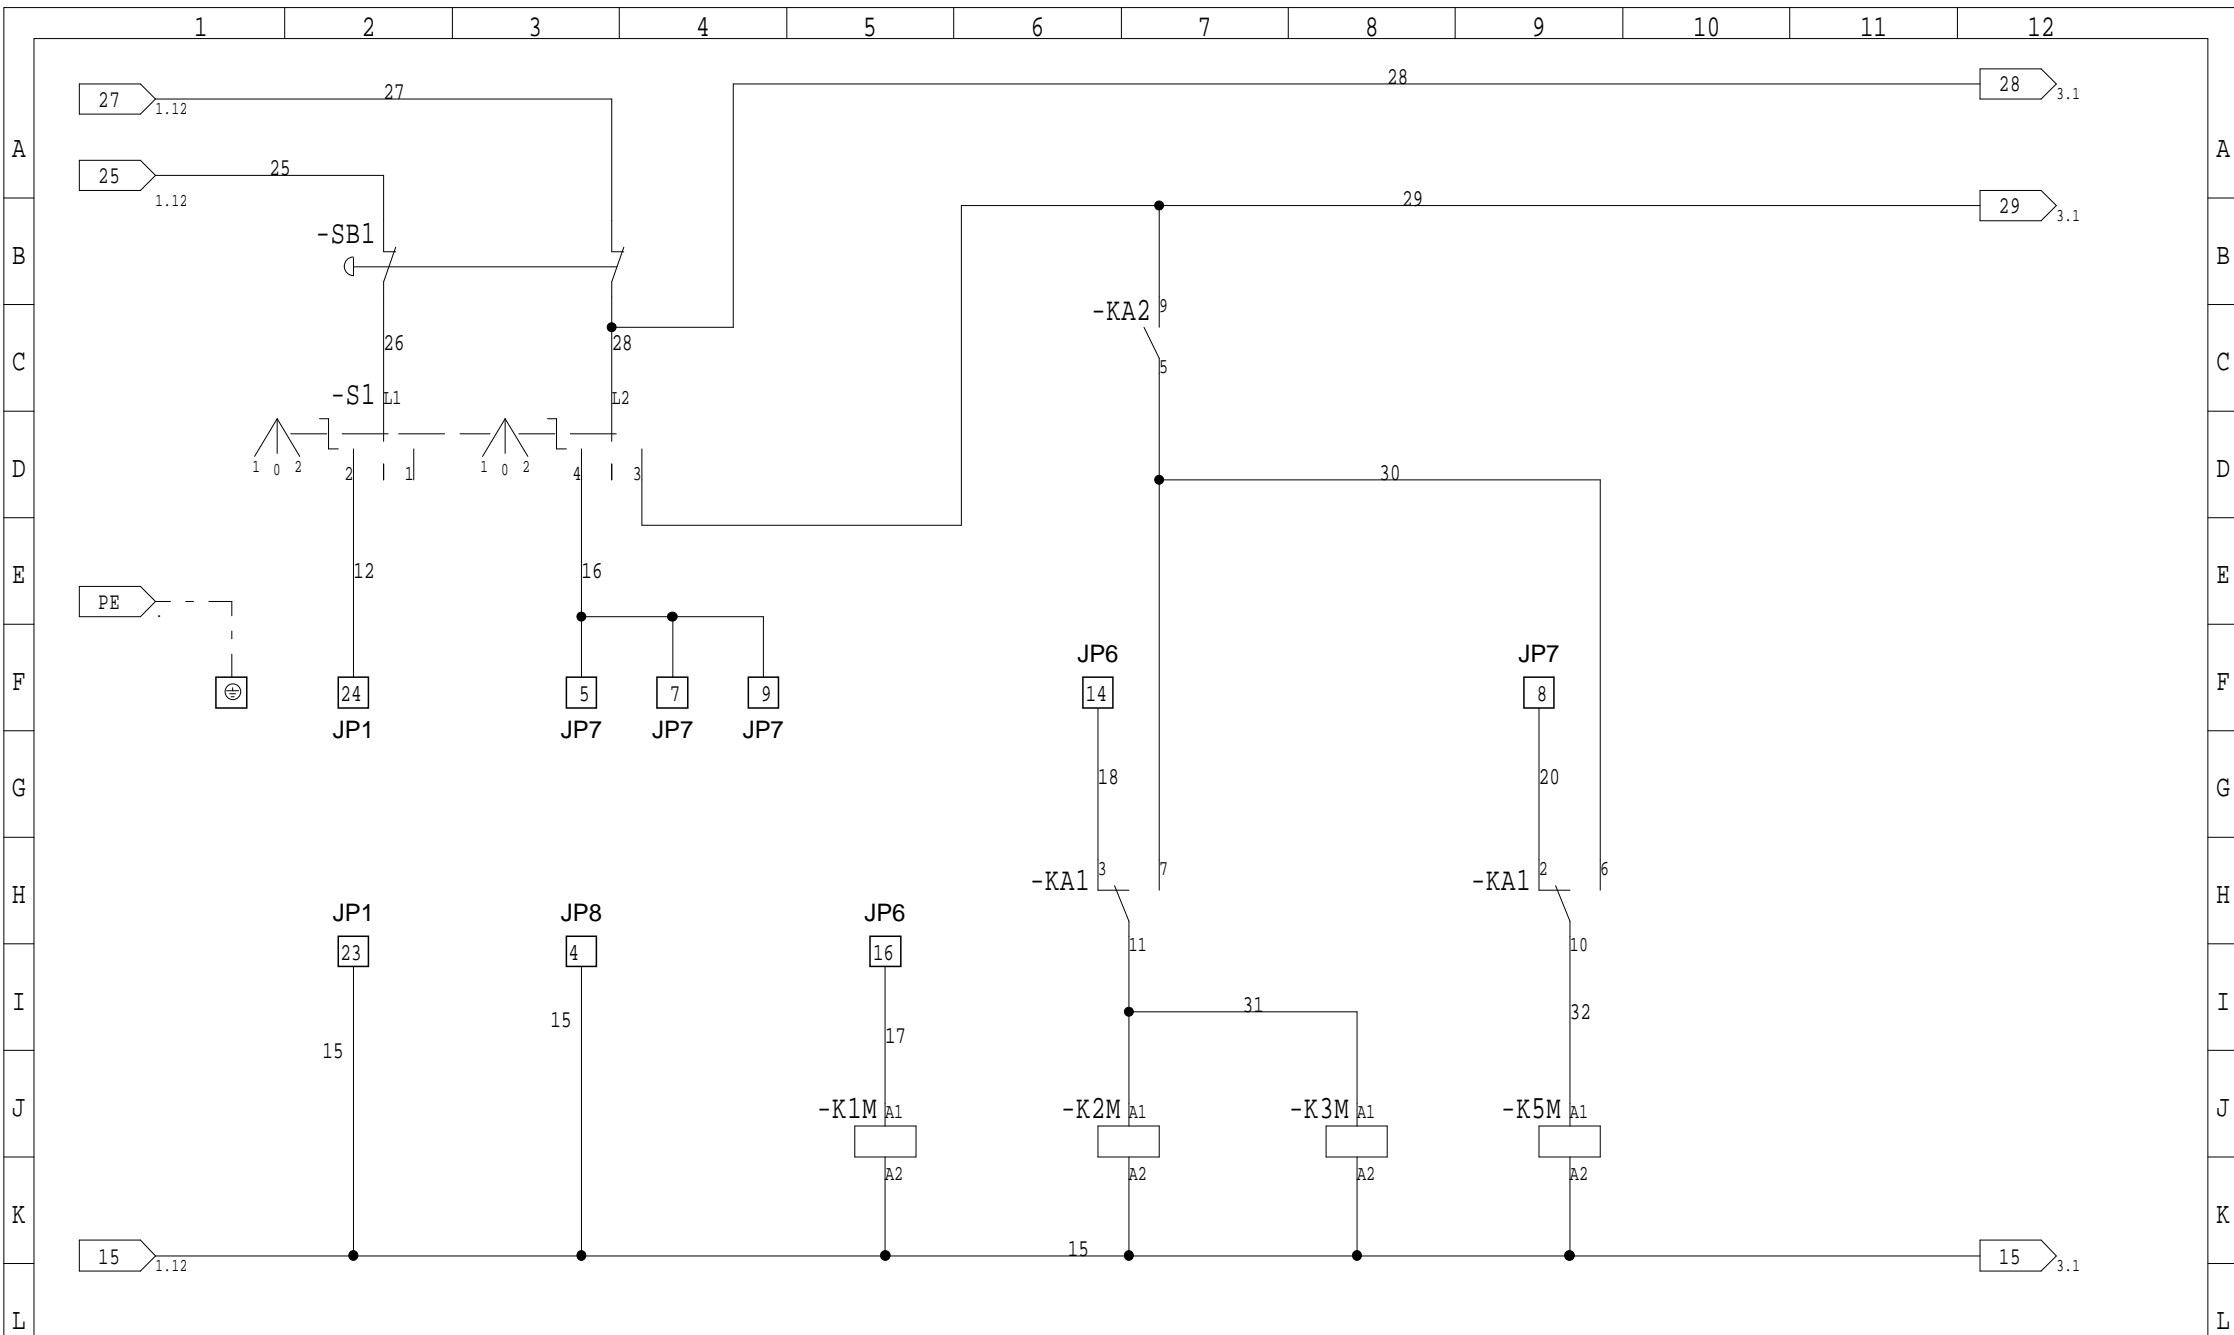 1 2 3 4 5 6 7 8 9 10 11 12
28
27 1.12 27 28 3.1
A A
25 1.12 25
29
29 3.1
-SB1
B B
-KA2 9
26 28
C 5 C
-S1 L1 L2
1 0 2 2 1 1 0 2 4 3
D 30 D
12 16
E E
PE .
JP6 JP7
F 24 5 7 9 14 8 F
JP1 JP7 JP7 JP7
18 20
G G
3 7 2 6
-KA1 -KA1
H H
JP1 JP8 JP6
23 4 16 11 10
I 31 I
15 32
17
15
-K1M A1 -K2M A1 -K3M A1 -K5M A1
J J
A2 A2 A2 A2
K K
15 1.12 15 15 3.1
L L